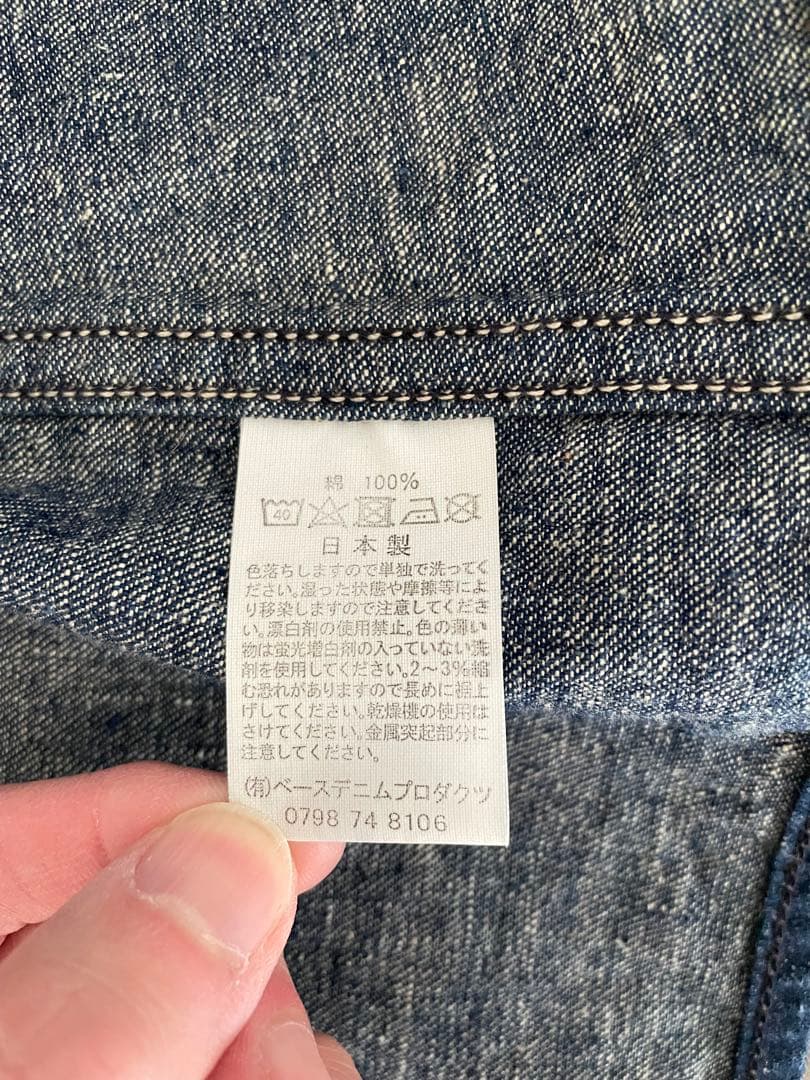 綿 100%
40
日本製
色落ちしますので単独で洗ってく
ださい。湿った状態や摩擦等によ
り移染しますので注意してくださ
い。漂白剤の使用禁止。色の薄い
物は蛍光増白剤の入っていない洗
剤を使用してください。2～3%縮
む恐れがありますので長めに裾上
げしてください。乾燥機の使用は
さけてください。金属突起部分に
注意してください。
(有)ベースデニムプロダクツ
0798 74 8106